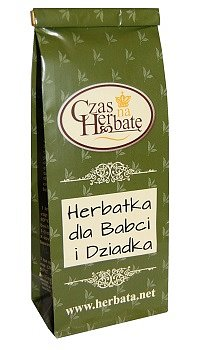 Czas
na
Herbatę
Herbatka
dla Babci
i Dziadka
www.herbata.net